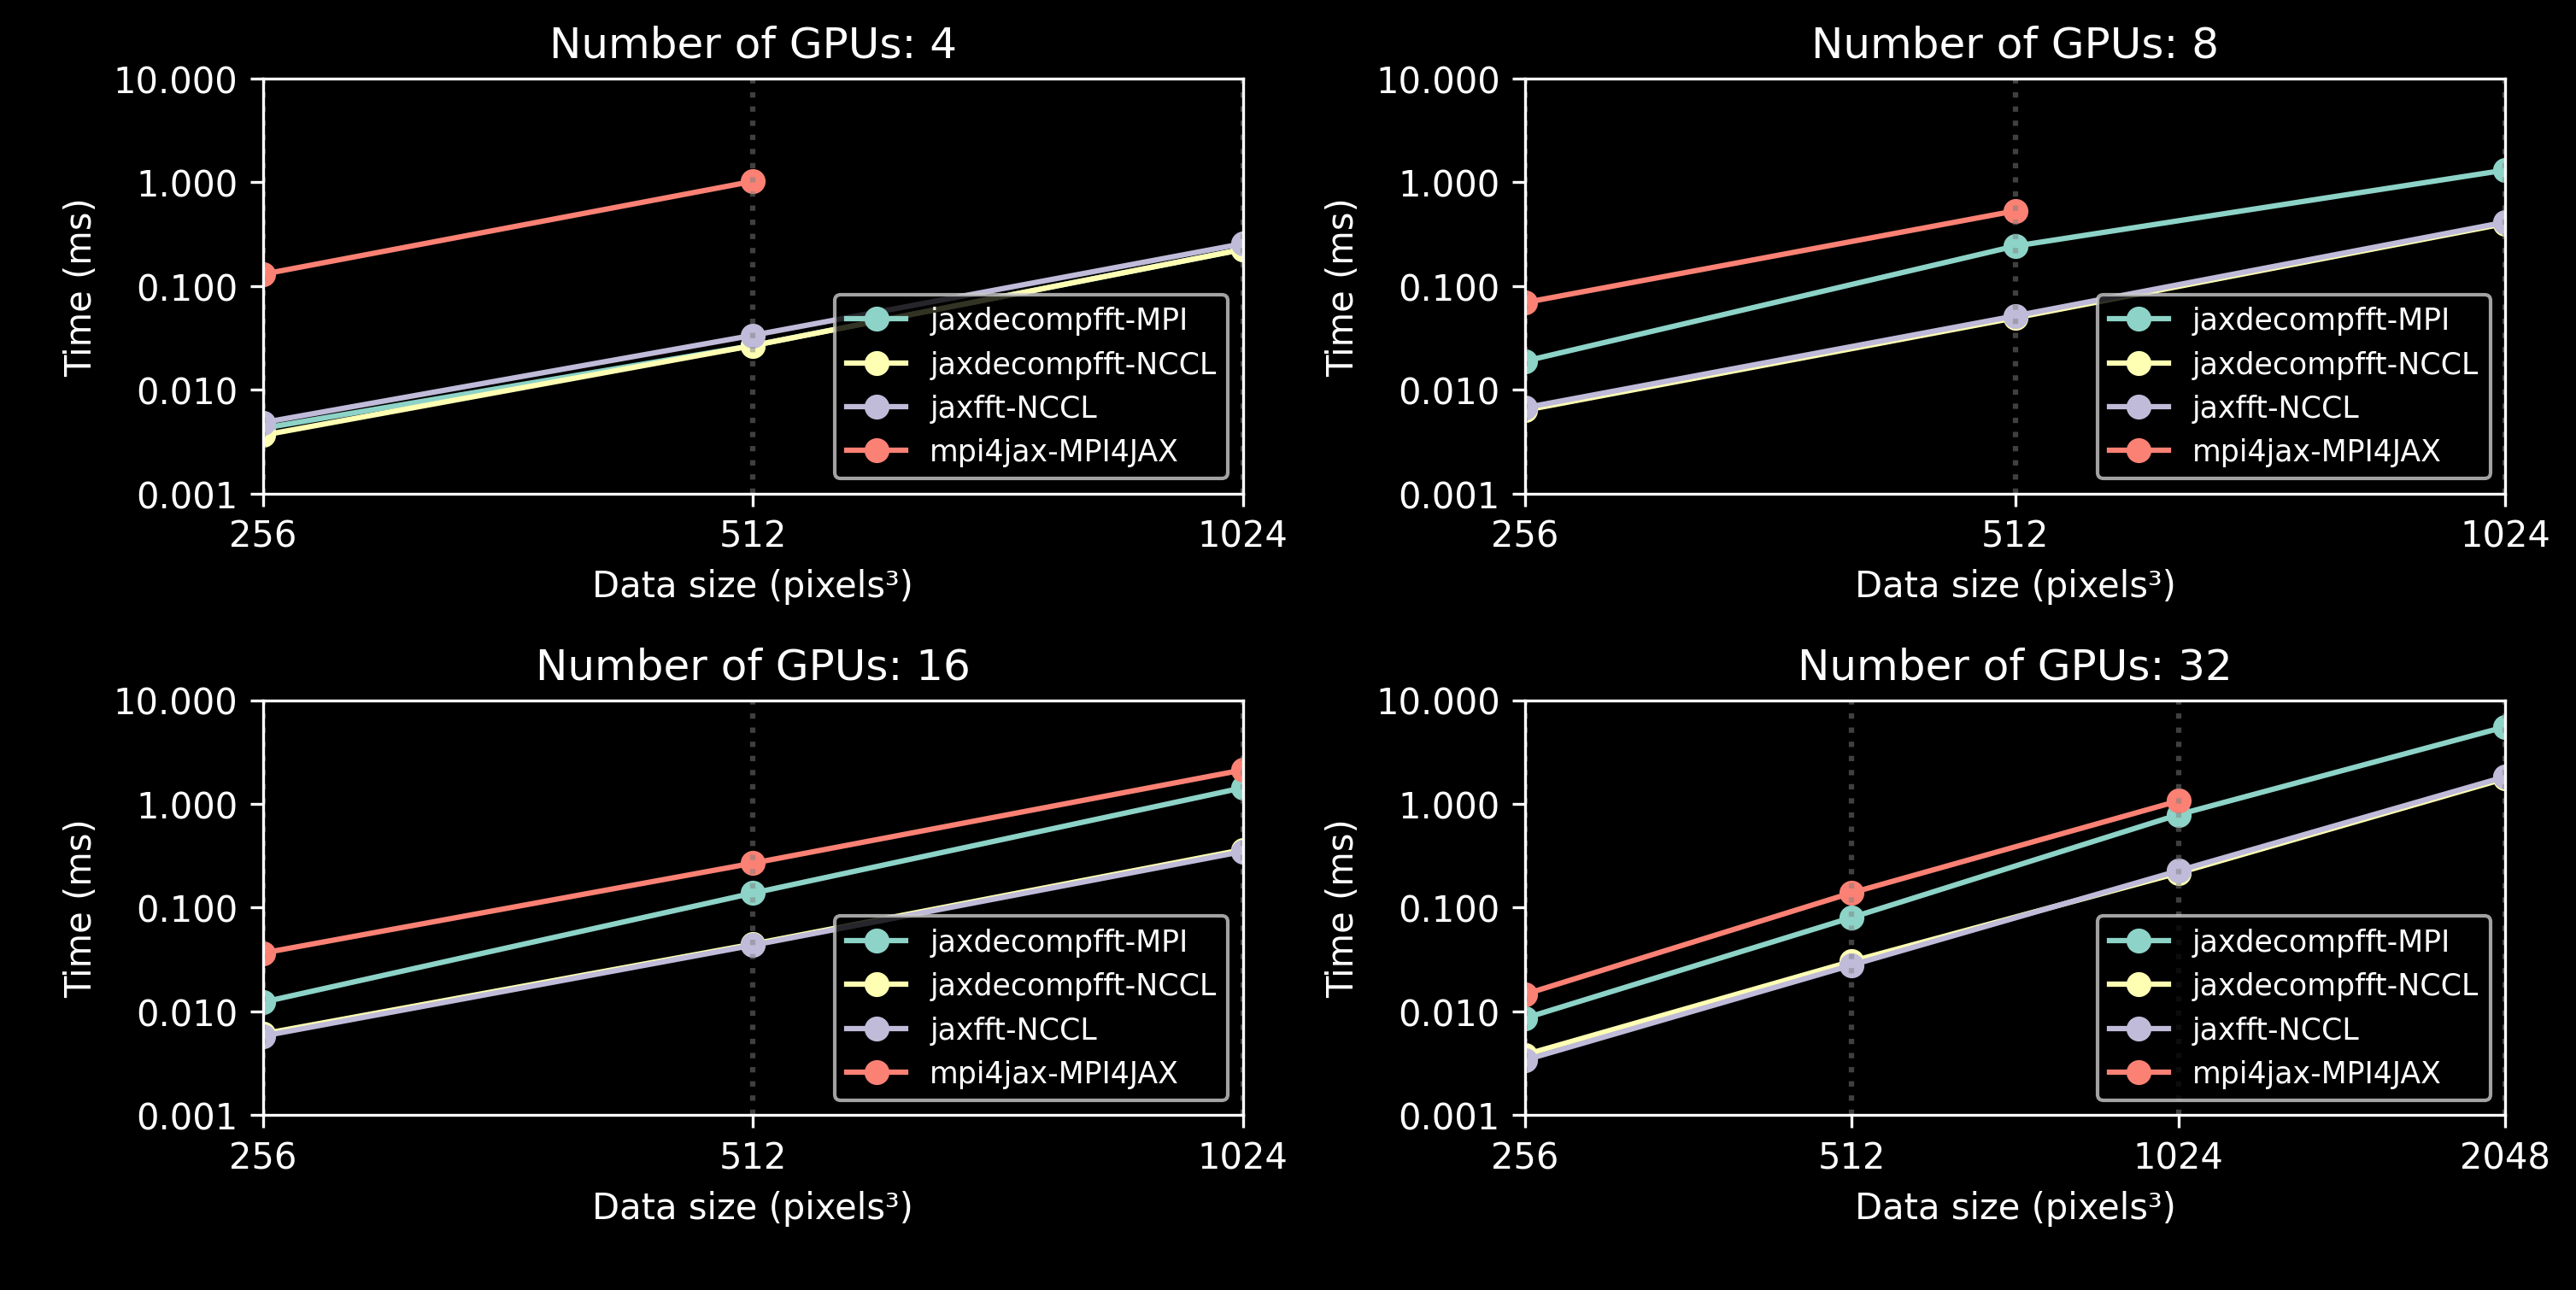 Number of GPUs: 4
10.000
1.000
0.100
0.010
0.001
Time (ms)
jaxdecompfft-MPI
jaxdecompfft-NCCL
jaxfft-NCCL
mpi4jax-MPI4JAX
256 512 1024
Data size (pixels³)
Number of GPUs: 8
10.000
1.000
0.100
0.010
0.001
Time (ms)
jaxdecompfft-MPI
jaxdecompfft-NCCL
jaxfft-NCCL
mpi4jax-MPI4JAX
256 512 1024
Data size (pixels³)
Number of GPUs: 16
10.000
1.000
0.100
0.010
0.001
Time (ms)
jaxdecompfft-MPI
jaxdecompfft-NCCL
jaxfft-NCCL
mpi4jax-MPI4JAX
256 512 1024
Data size (pixels³)
Number of GPUs: 32
10.000
1.000
0.100
0.010
0.001
Time (ms)
jaxdecompfft-MPI
jaxdecompfft-NCCL
jaxfft-NCCL
mpi4jax-MPI4JAX
256 512 1024 2048
Data size (pixels³)